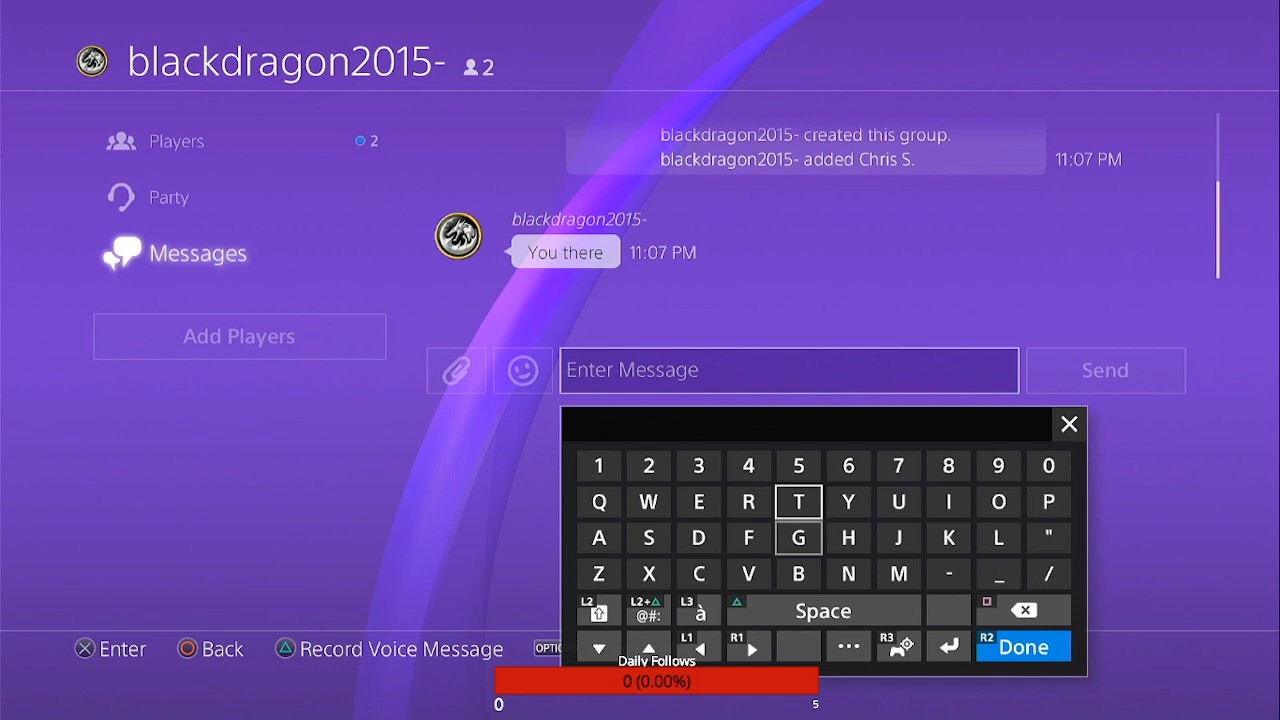 blackdragon2015- 2
Players 2
Party
Messages
Add Players
blackdragon2015- created this group.
blackdragon2015- added Chris S.
11:07 PM
blackdragon2015-
You there 11:07 PM
Enter Message
Send
1 2 3 4 5 6 7 8 9 0
Q W E R T Y U I O P
A S D F G H J K L "
Z X C V B N M - _ /
L2 L2+△ @#: L3 à Space
L1 R1 ... R3 R2 Done
Enter Back Record Voice Message OPTIO
Daily Follows
0 (0.00%)
0 5